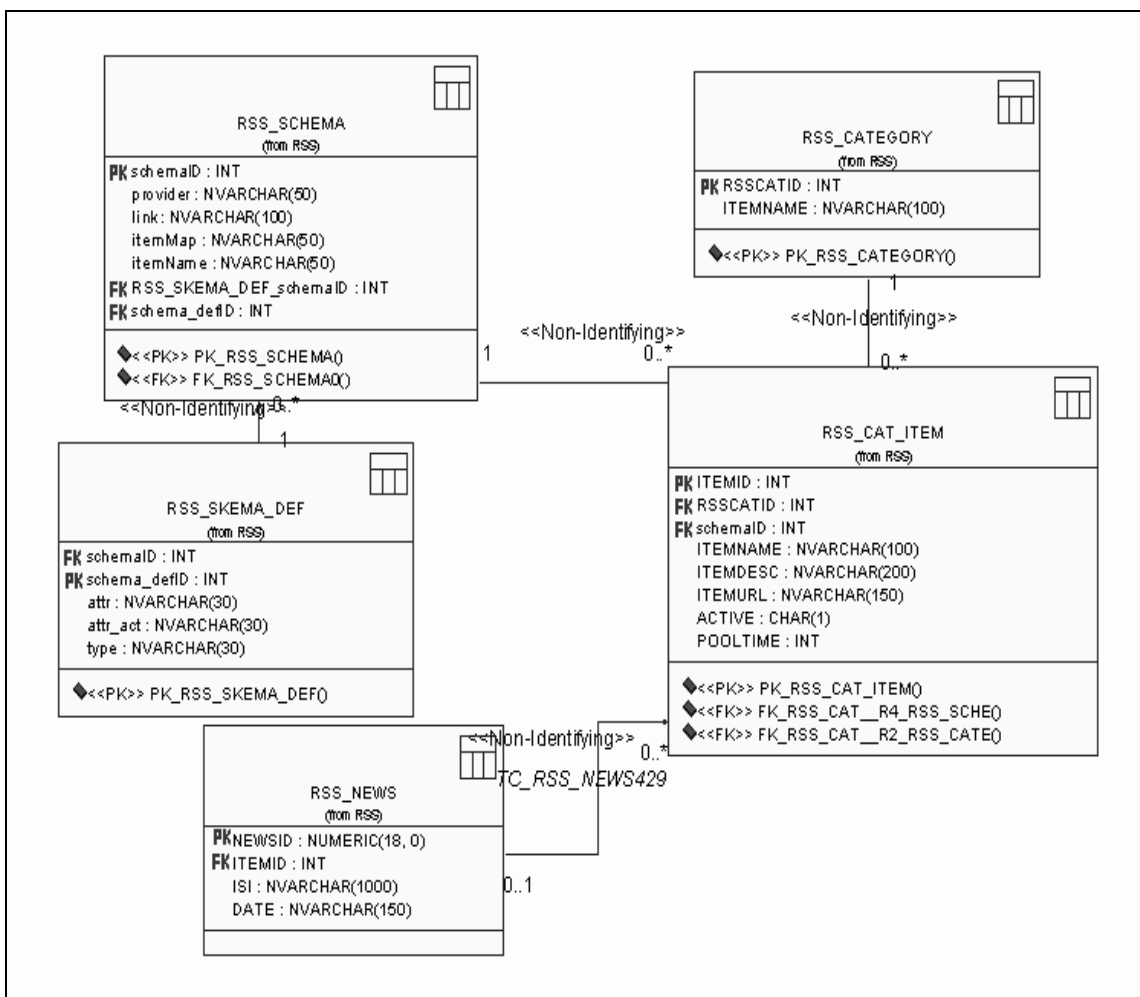 RSS_SCHEMA
(from RSS)
PK schemaID : INT
provider : NVARCHAR(50)
link : NVARCHAR(100)
itemMap : NVARCHAR(50)
itemName : NVARCHAR(50)
FK RSS_SKEMA_DEF_schemaID : INT
FK schema_defID : INT
<<PK>> PK_RSS_SCHEMA()
<<FK>> FK_RSS_SCHEMA0()
RSS_CATEGORY
(from RSS)
PK RSSCATID : INT
ITEMNAME : NVARCHAR(100)
<<PK>> PK_RSS_CATEGORY()
1
<<Non-Identifying>>
0..*
<<Non-Identifying>>
1
0..*
<<Non-Identifying>>
0..*
1
RSS_SKEMA_DEF
(from RSS)
FK schemaID : INT
PK schema_defID : INT
attr : NVARCHAR(30)
attr_act : NVARCHAR(30)
type : NVARCHAR(30)
<<PK>> PK_RSS_SKEMA_DEF()
RSS_CAT_ITEM
(from RSS)
PK ITEMID : INT
FK RSSCATID : INT
FK schemaID : INT
ITEMNAME : NVARCHAR(100)
ITEMDESC : NVARCHAR(200)
ITEMURL : NVARCHAR(150)
ACTIVE : CHAR(1)
POOLTIME : INT
<<PK>> PK_RSS_CAT_ITEM()
<<FK>> FK_RSS_CAT__R4_RSS_SCHE()
<<FK>> FK_RSS_CAT__R2_RSS_CATE()
<<Non-Identifying>>
0..*
TC_RSS_NEWS429
RSS_NEWS
(from RSS)
PK NEWSID : NUMERIC(18, 0)
FK ITEMID : INT
ISI : NVARCHAR(1000)
DATE : NVARCHAR(150)
0..1